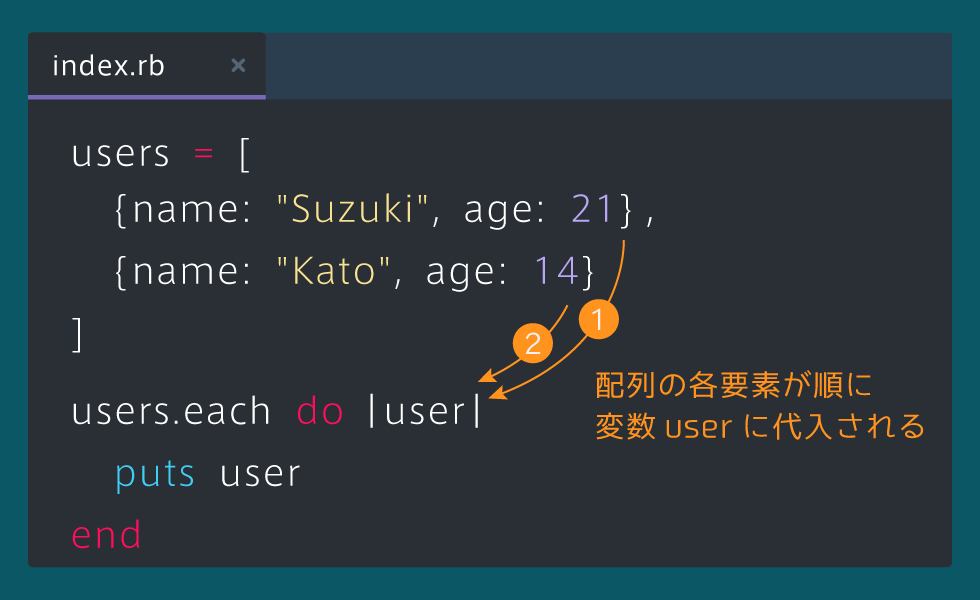 index.rb ×
users = [
{name: "Suzuki", age: 21},
{name: "Kato", age: 14}
]
1
2
users.each do |user|
puts user
end
配列の各要素が順に
変数 user に代入される